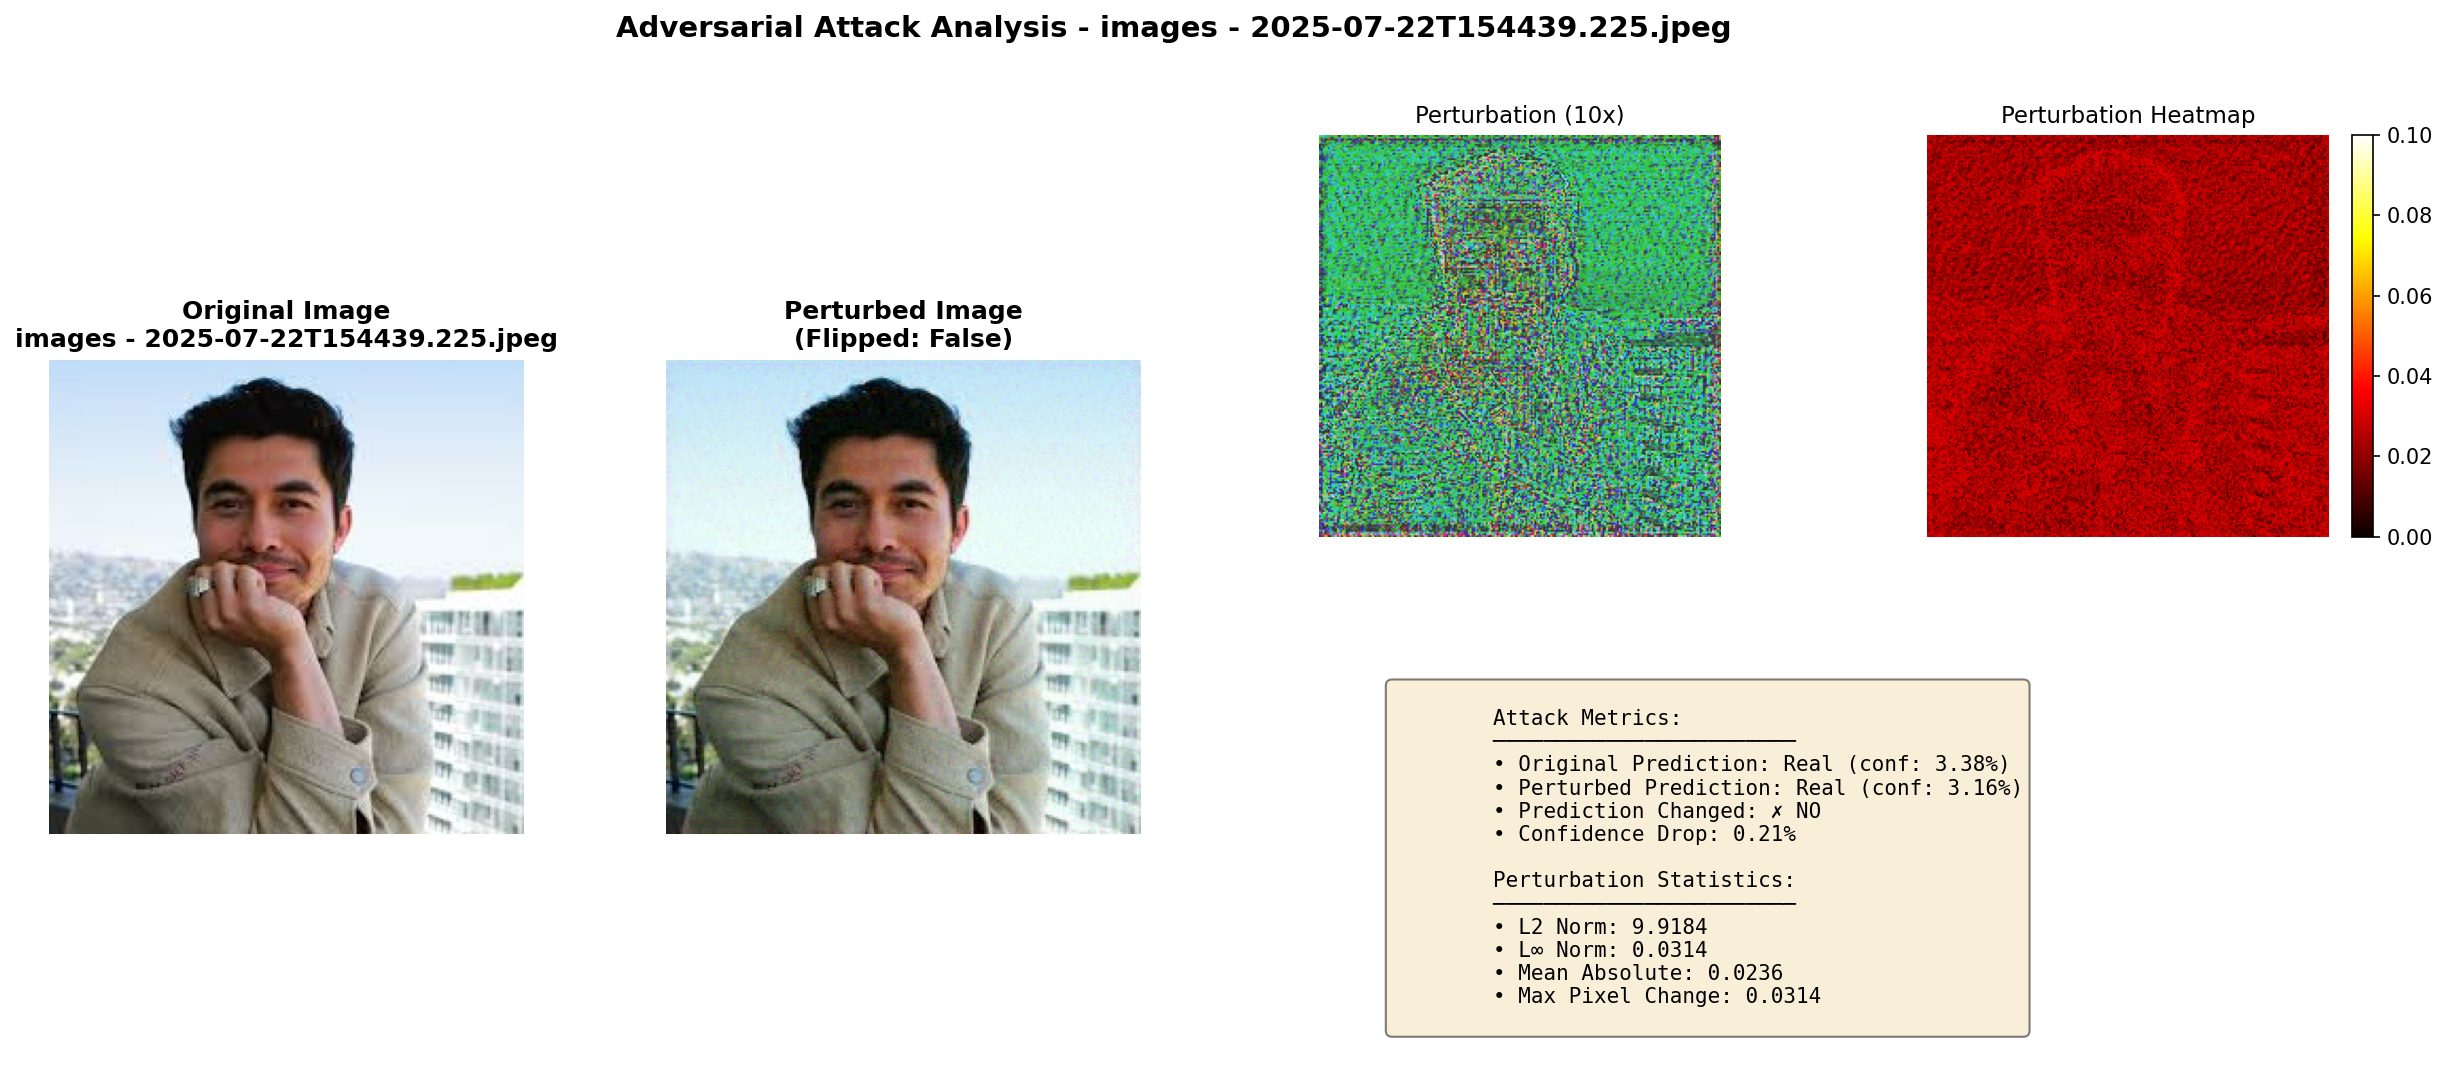 Adversarial Attack Analysis - images - 2025-07-22T154439.225.jpeg
Original Image
images - 2025-07-22T154439.225.jpeg
Perturbed Image
(Flipped: False)
Perturbation (10x)
Perturbation Heatmap
0.10
0.08
0.06
0.04
0.02
0.00
Attack Metrics:
• Original Prediction: Real (conf: 3.38%)
• Perturbed Prediction: Real (conf: 3.16%)
• Prediction Changed: ✗ NO
• Confidence Drop: 0.21%
Perturbation Statistics:
• L2 Norm: 9.9184
• L∞ Norm: 0.0314
• Mean Absolute: 0.0236
• Max Pixel Change: 0.0314